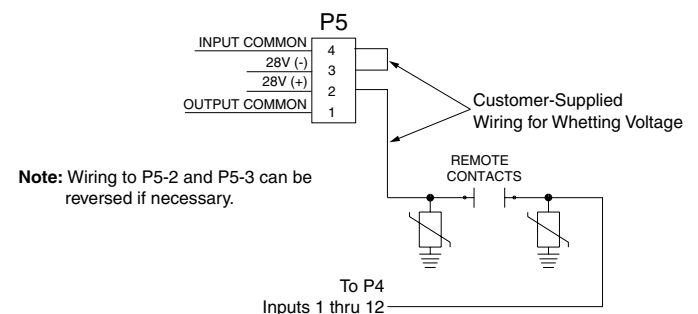 P5
INPUT COMMON
4
28V (-)
3
28V (+)
2
OUTPUT COMMON
1
Customer-Supplied
Wiring for Whetting Voltage
Note: Wiring to P5-2 and P5-3 can be
reversed if necessary.
REMOTE
CONTACTS
To P4
Inputs 1 thru 12